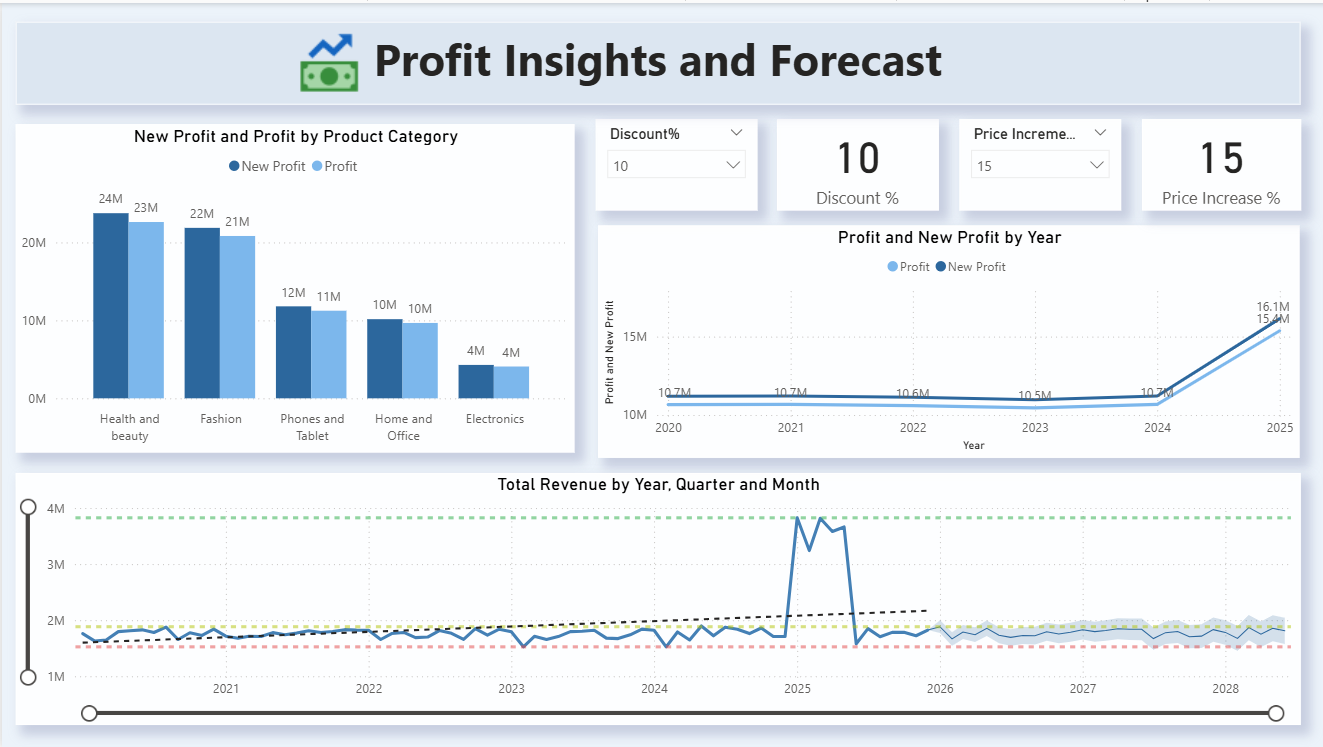 Profit Insights and Forecast
New Profit and Profit by Product Category
New Profit Profit
24M 23M 22M 21M 12M 11M 10M 10M 4M 4M
20M
10M
0M
Health and beauty Fashion Phones and Tablet Home and Office Electronics
Discount%
10
10
Discount %
Price Increme...
15
15
Price Increase %
Profit and New Profit by Year
Profit New Profit
Profit and New Profit
15M
10M
10.7M 10.7M 10.6M 10.5M 10.7M
16.1M
15.4M
2020 2021 2022 2023 2024 2025
Year
Total Revenue by Year, Quarter and Month
4M
3M
2M
1M
2021 2022 2023 2024 2025 2026 2027 2028